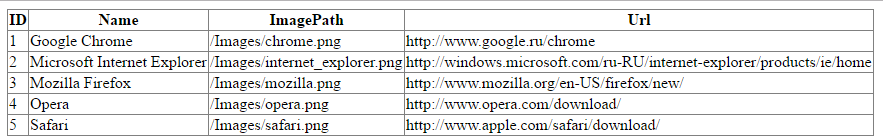 ID Name ImagePath Url
1 Google Chrome /Images/chrome.png http://www.google.ru/chrome
2 Microsoft Internet Explorer /Images/internet_explorer.png http://windows.microsoft.com/ru-RU/internet-explorer/products/ie/home
3 Mozilla Firefox /Images/mozilla.png http://www.mozilla.org/en-US/firefox/new/
4 Opera /Images/opera.png http://www.opera.com/download/
5 Safari /Images/safari.png http://www.apple.com/safari/download/